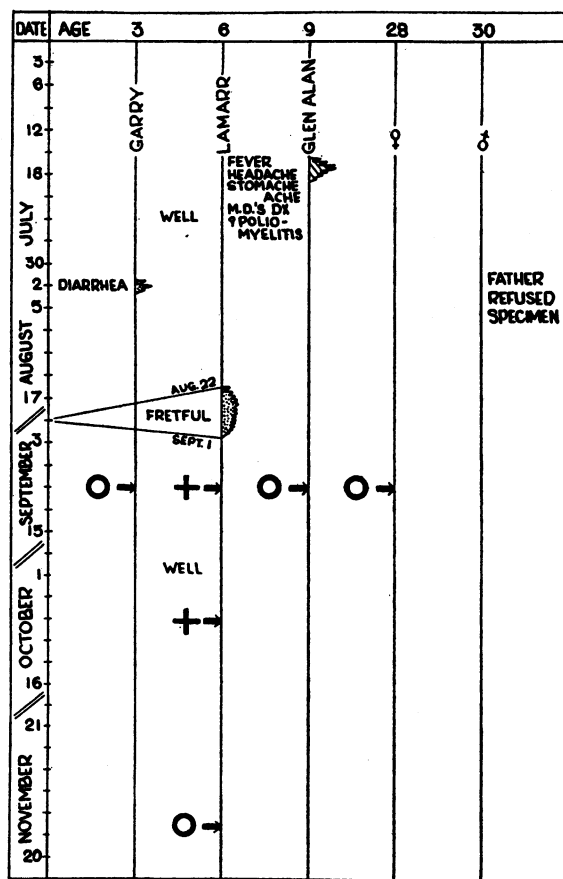 DATE AGE 3 6 9 28 30
3
6
12
18
JULY
30
2
5
AUGUST
17
3
SEPTEMBER
15
1
OCTOBER
16
21
NOVEMBER
20
GARRY
LAMARR
GLEN ALAN
♀
♂
FEVER
HEADACHE
STOMACHE
ACHE
M.D.'S DX
? POLIO-
MYELITIS
WELL
DIARRHEA
FATHER
REFUSED
SPECIMEN
AUG. 22
FRETFUL
SEPT. 1
O → + → O → O →
WELL
+ →
O →